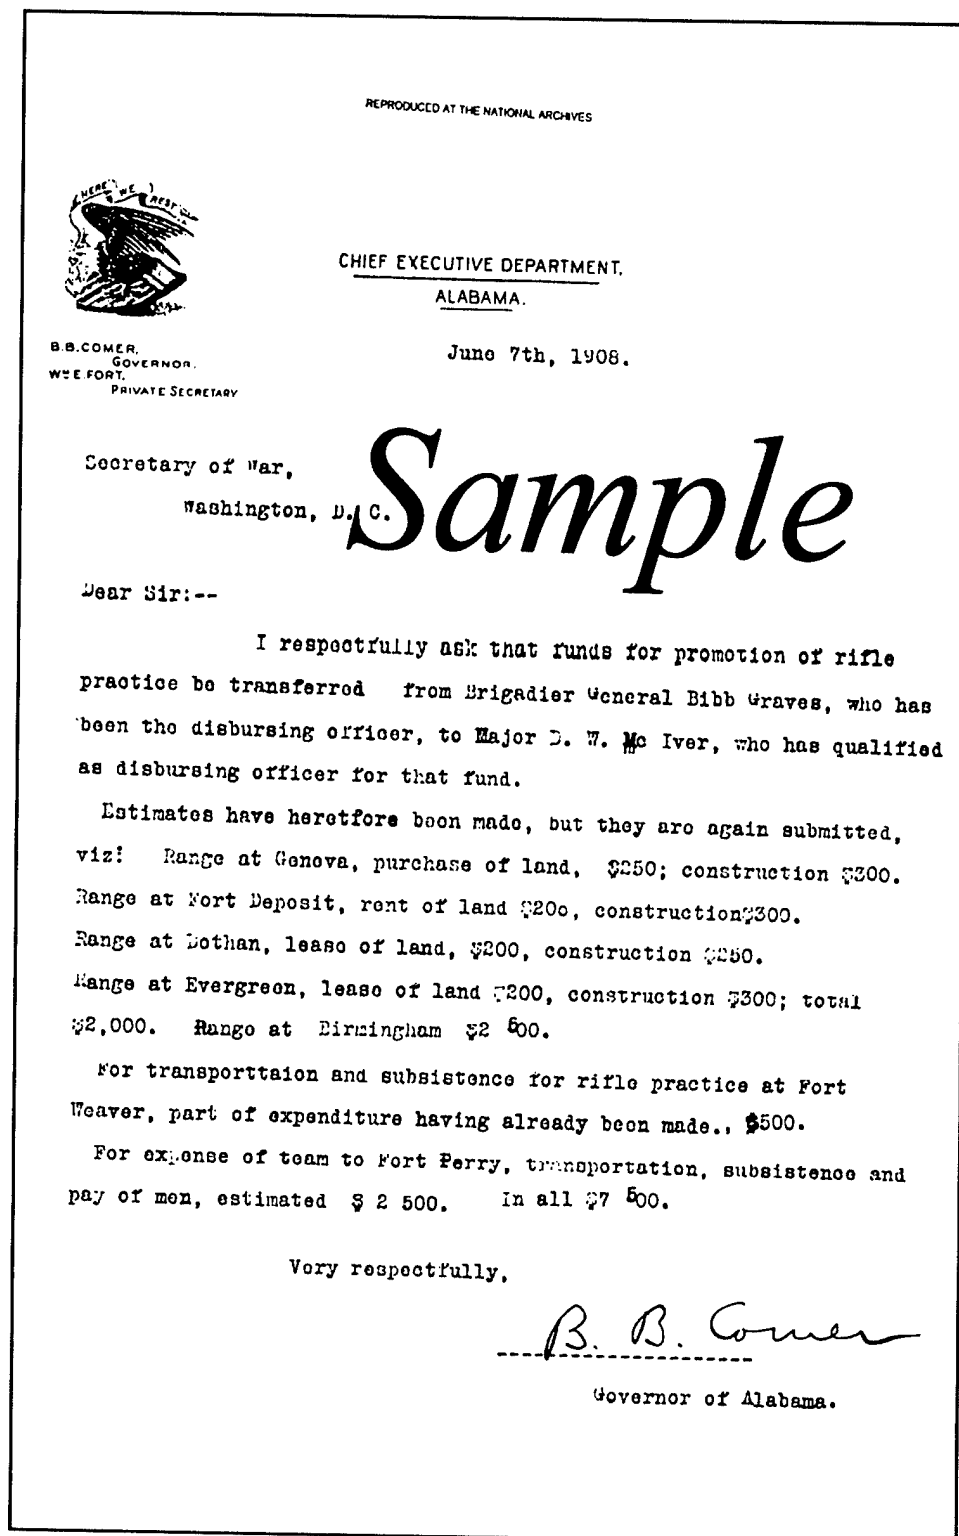 REPRODUCED AT THE NATIONAL ARCHIVES
HERE WE REST
CHIEF EXECUTIVE DEPARTMENT,
ALABAMA.
B.B.COMER,
GOVERNOR.
Wm E.FORT,
PRIVATE SECRETARY
June 7th, 1908.
Sample
Secretary of War,
Washington, D. C.
Dear Sir:--
I respectfully ask that funds for promotion of rifle
practice be transferred from Brigadier General Bibb Graves, who has
been the disbursing officer, to Major D. W. Mc Iver, who has qualified
as disbursing officer for that fund.
Estimates have heretfore been made, but they are again submitted,
viz: Range at Genova, purchase of land, $250; construction $300.
Range at Fort Deposit, rent of land $20o, construction$300.
Range at Dothan, lease of land, $200, construction $250.
Range at Evergreen, lease of land $200, construction $300; total
$2,000. Range at Birmingham $2 500.
For transporttaion and subsistence for rifle practice at Fort
Weaver, part of expenditure having already been made., $500.
For expense of team to Fort Perry, transportation, subsistence and
pay of men, estimated $ 2 500. In all $7 500.
Very respectfully,
B. B. Comer
Governor of Alabama.